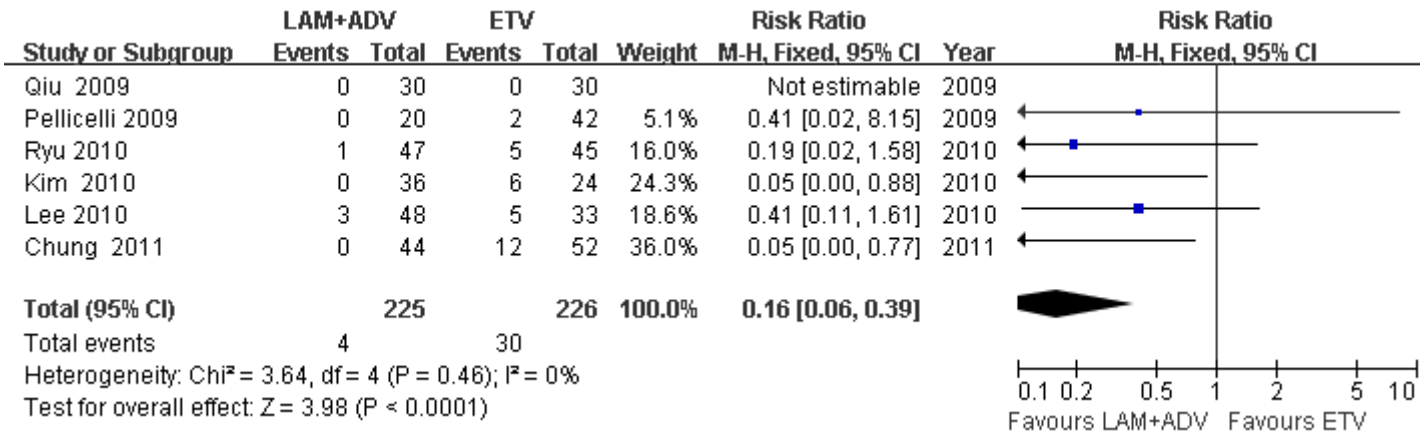 LAM+ADV ETV Risk Ratio Risk Ratio
Study or Subgroup Events Total Events Total Weight M-H, Fixed, 95% CI Year M-H, Fixed, 95% CI
Qiu 2009 0 30 0 30 Not estimable 2009
Pellicelli 2009 0 20 2 42 5.1% 0.41 [0.02, 8.15] 2009
Ryu 2010 1 47 5 45 16.0% 0.19 [0.02, 1.58] 2010
Kim 2010 0 36 6 24 24.3% 0.05 [0.00, 0.88] 2010
Lee 2010 3 48 5 33 18.6% 0.41 [0.11, 1.61] 2010
Chung 2011 0 44 12 52 36.0% 0.05 [0.00, 0.77] 2011
Total (95% CI) 225 226 100.0% 0.16 [0.06, 0.39]
Total events 4 30
Heterogeneity: Chi² = 3.64, df = 4 (P = 0.46); I² = 0%
Test for overall effect: Z = 3.98 (P < 0.0001)
0.1 0.2 0.5 1 2 5 10
Favours LAM+ADV Favours ETV